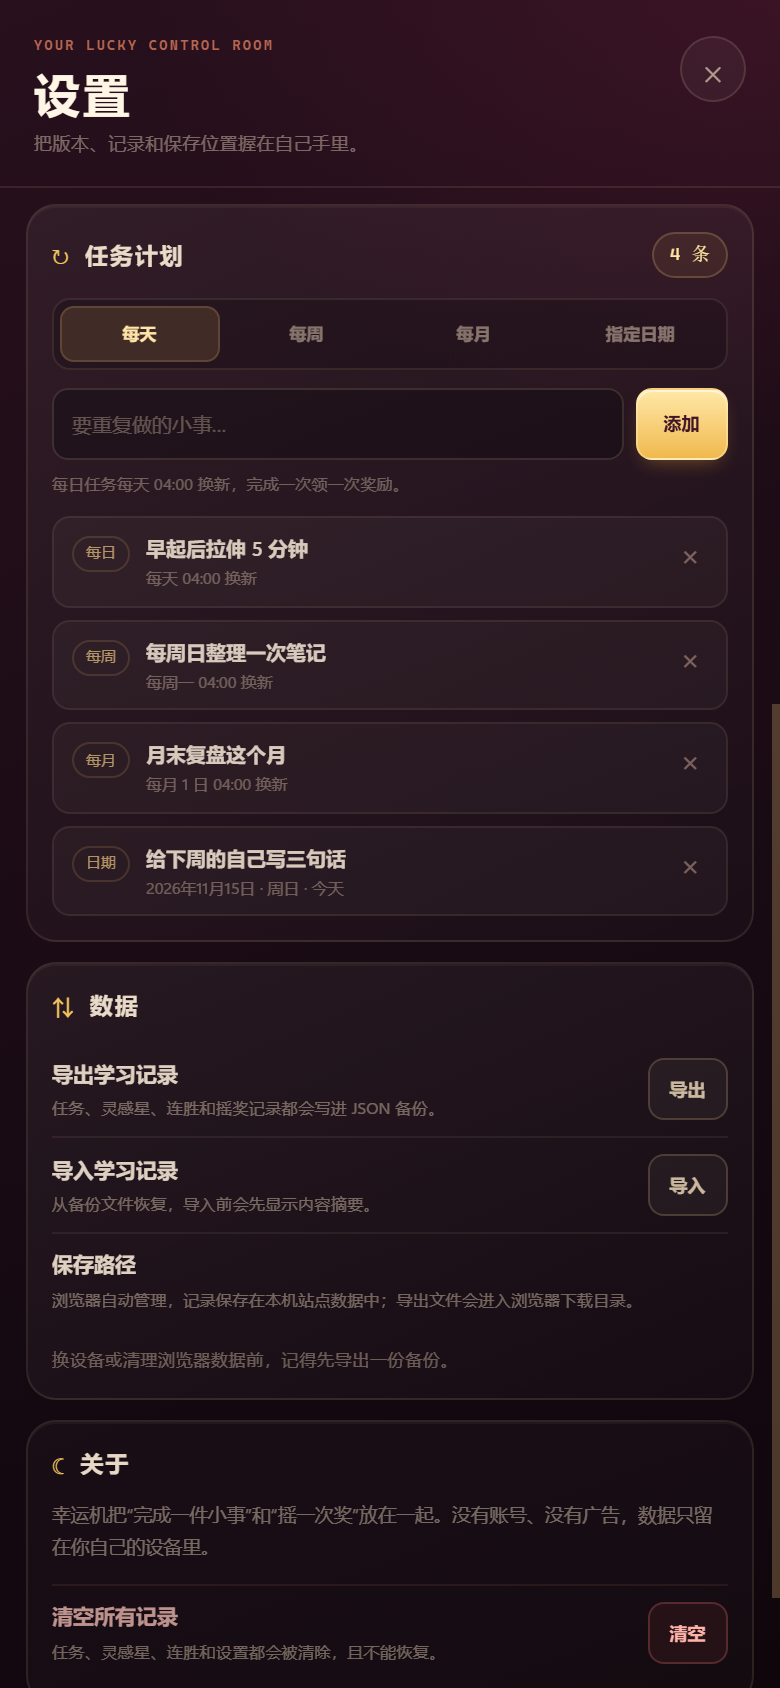 YOUR LUCKY CONTROL ROOM
设置
把版本、记录和保存位置握在自己手里。
任务计划
4 条
每天 每周 每月 指定日期
要重复做的小事...
添加
每日任务每天 04:00 换新，完成一次领一次奖励。
每日 早起后拉伸 5 分钟
每天 04:00 换新
每周 每周日整理一次笔记
每周一 04:00 换新
每月 月末复盘这个月
每月 1 日 04:00 换新
日期 给下周的自己写三句话
2026年11月15日 · 周日 · 今天
数据
导出学习记录
任务、灵感星、连胜和摇奖记录都会写进 JSON 备份。
导出
导入学习记录
从备份文件恢复，导入前会先显示内容摘要。
导入
保存路径
浏览器自动管理，记录保存在本机站点数据中；导出文件会进入浏览器下载目录。
换设备或清理浏览器数据前，记得先导出一份备份。
关于
幸运机把“完成一件小事”和“摇一次奖”放在一起。没有账号、没有广告，数据只留
在你自己的设备里。
清空所有记录
任务、灵感星、连胜和设置都会被清除，且不能恢复。
清空